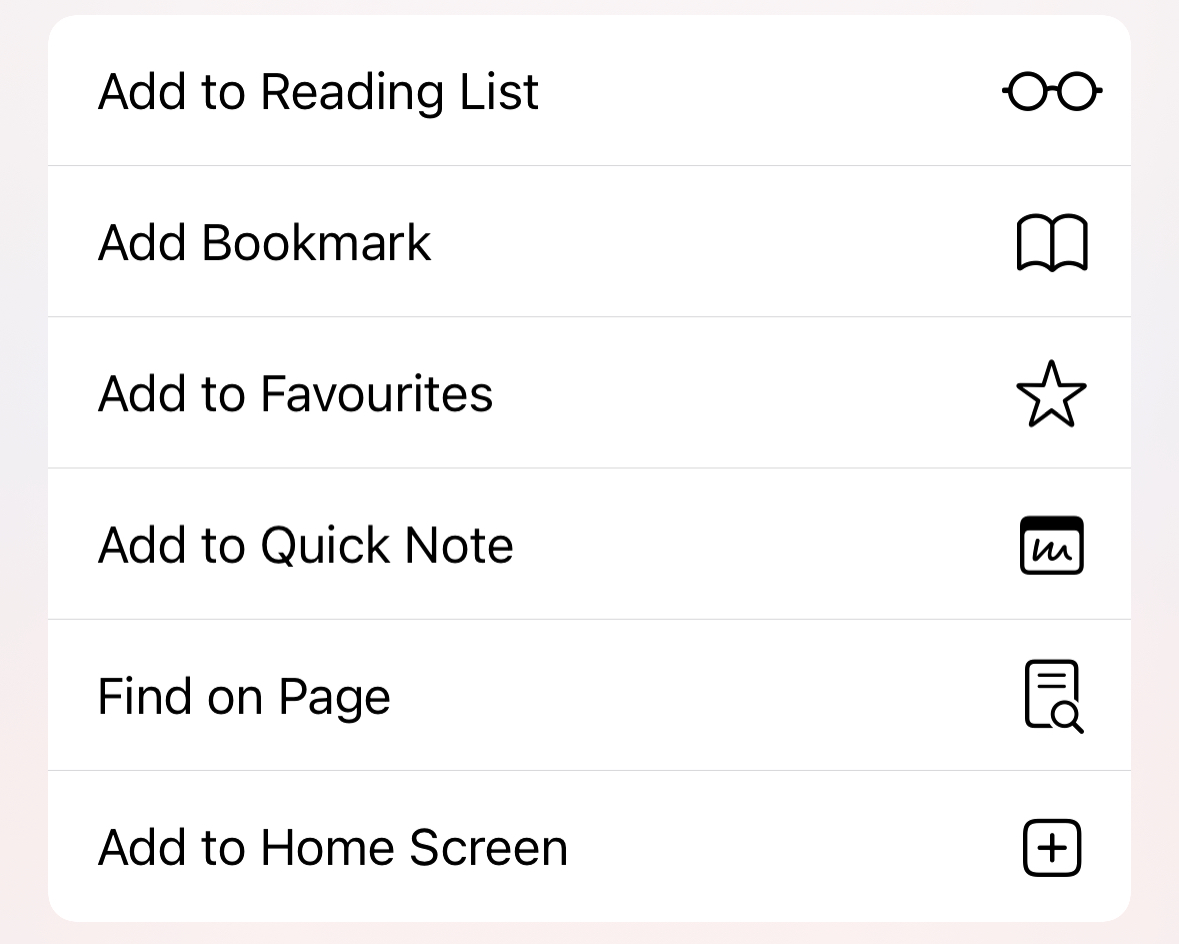 Add to Reading List
Add Bookmark
Add to Favourites
Add to Quick Note
Find on Page
Add to Home Screen